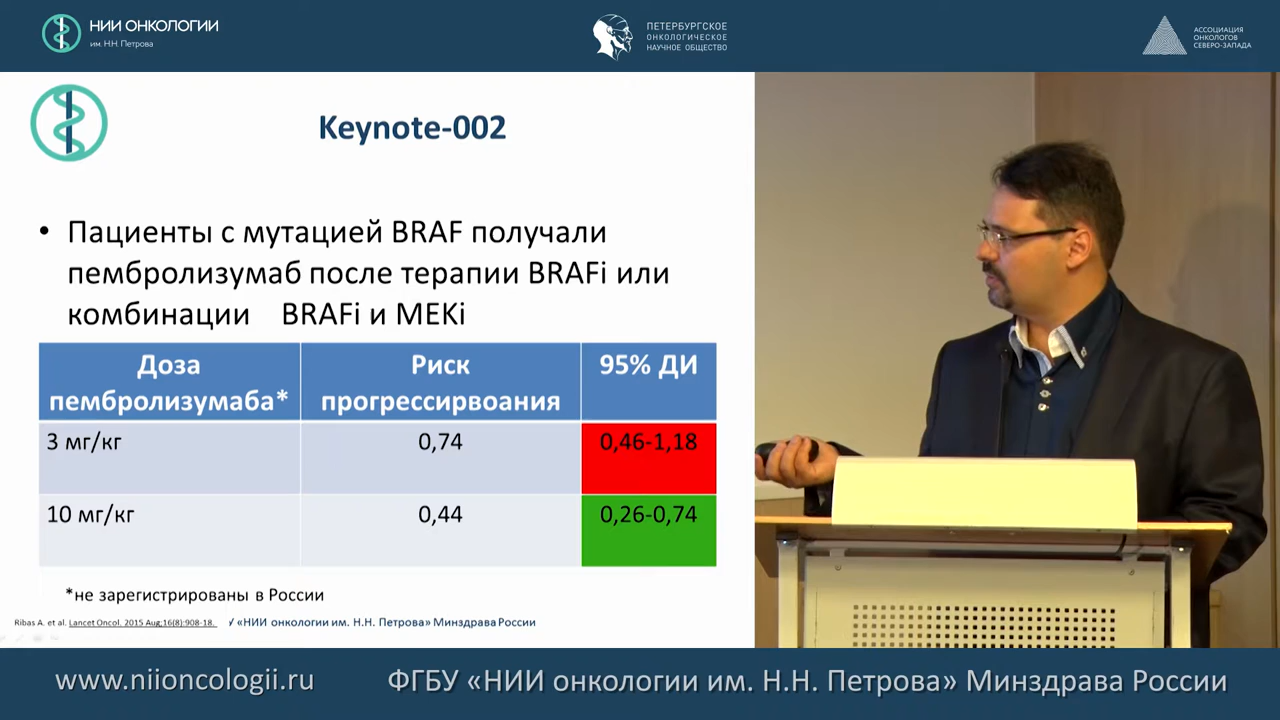 НИИ ОНКОЛОГИИ
им. Н.Н. Петрова
ПЕТЕРБУРГСКОЕ
ОНКОЛОГИЧЕСКОЕ
НАУЧНОЕ ОБЩЕСТВО
АССОЦИАЦИЯ
ОНКОЛОГОВ
СЕВЕРО-ЗАПАДА
Keynote-002
• Пациенты с мутацией BRAF получали
пембролизумаб после терапии BRAFi или
комбинации BRAFi и MEKi
Доза пембролизумаба* Риск прогрессирвоания 95% ДИ
3 мг/кг 0,74 0,46-1,18
10 мг/кг 0,44 0,26-0,74
*не зарегистрированы в России
Ribas A. et al. Lancet Oncol. 2015 Aug;16(8):908-18. «НИИ онкологии им. Н.Н. Петрова» Минздрава России
www.niioncologii.ru ФГБУ «НИИ онкологии им. Н.Н. Петрова» Минздрава России